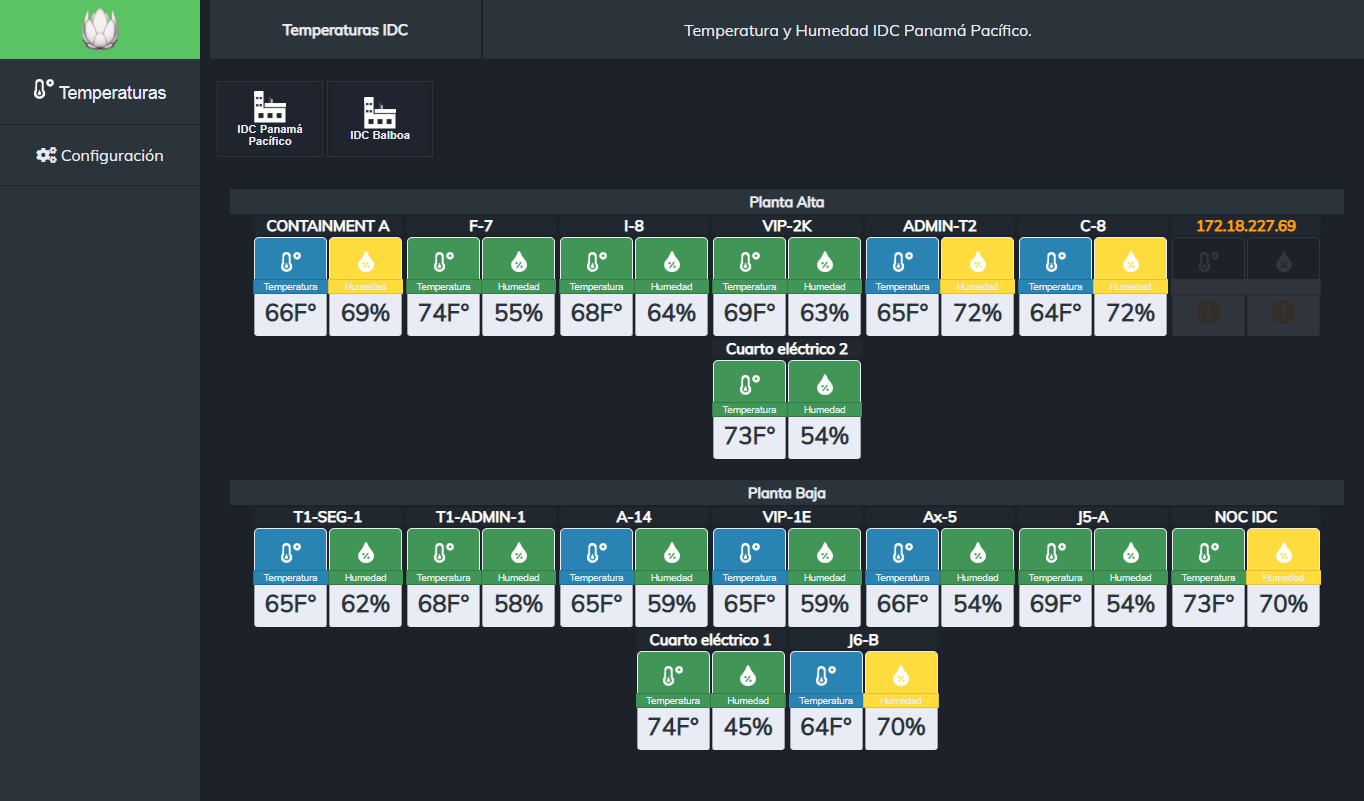 Temperaturas IDC
Temperatura y Humedad IDC Panamá Pacífico.
Temperaturas
Configuración
IDC Panamá
Pacífico
IDC Balboa
Planta Alta
CONTAINMENT A F-7 I-8 VIP-2K ADMIN-T2 C-8 172.18.227.69
Temperatura Humedad Temperatura Humedad Temperatura Humedad Temperatura Humedad Temperatura Humedad Temperatura Humedad
66F° 69% 74F° 55% 68F° 64% 69F° 63% 65F° 72% 64F° 72%
Cuarto eléctrico 2
Temperatura Humedad
73F° 54%
Planta Baja
T1-SEG-1 T1-ADMIN-1 A-14 VIP-1E Ax-5 J5-A NOC IDC
Temperatura Humedad Temperatura Humedad Temperatura Humedad Temperatura Humedad Temperatura Humedad Temperatura Humedad Temperatura Humedad
65F° 62% 68F° 58% 65F° 59% 65F° 59% 66F° 54% 69F° 54% 73F° 70%
Cuarto eléctrico 1 J6-B
Temperatura Humedad Temperatura Humedad
74F° 45% 64F° 70%